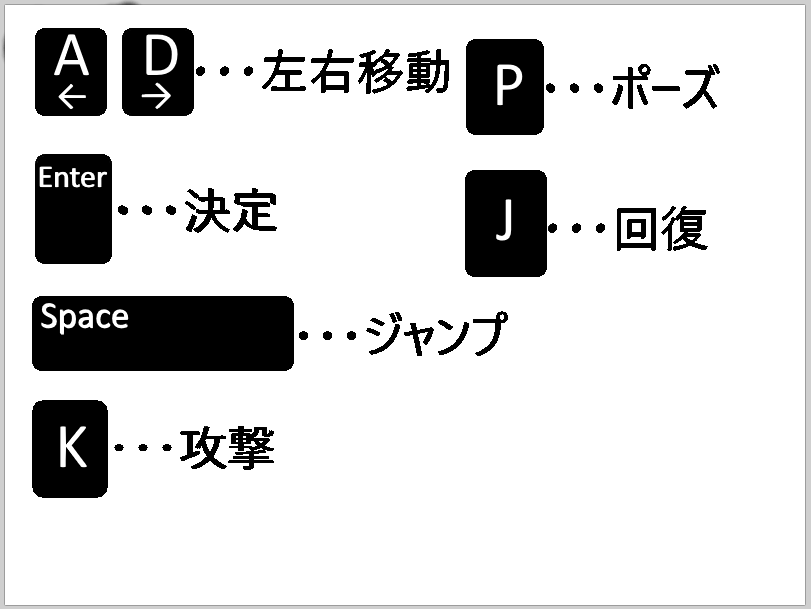 A ← D → ・・・左右移動
P ・・・ポーズ
Enter ・・・決定
J ・・・回復
Space ・・・ジャンプ
K ・・・攻撃